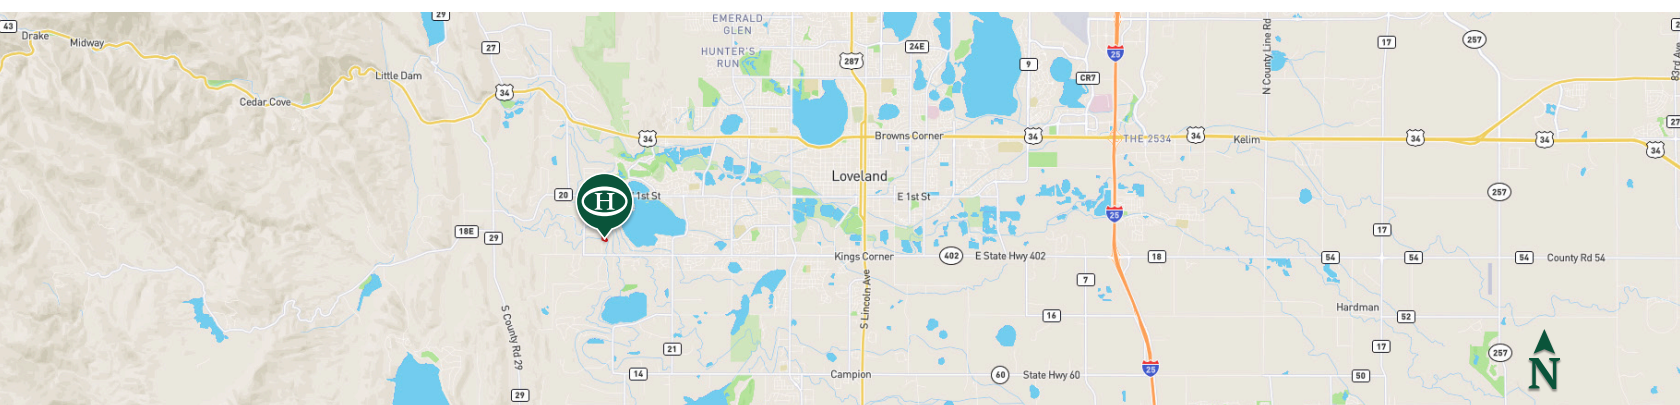 43
Drake
Midway
29
27
Little Dam
Cedar Cove
34
EMERALD
GLEN
HUNTER'S
RUN
287
24E
9
CR7
25
N County Line Rd
17
257
83rd Ave
27
34
34
Browns Corner
34
THE 2534
34
Kelim
34
34
34
Loveland
20
H
1st St
E 1st St
257
25
18E
29
17
Kings Corner
402
E State Hwy 402
18
54
54
54
County Rd 54
7
S Lincoln Ave
S County Rd 29
16
Hardman
52
21
17
257
N
14
Campion
60
State Hwy 60
25
50
29